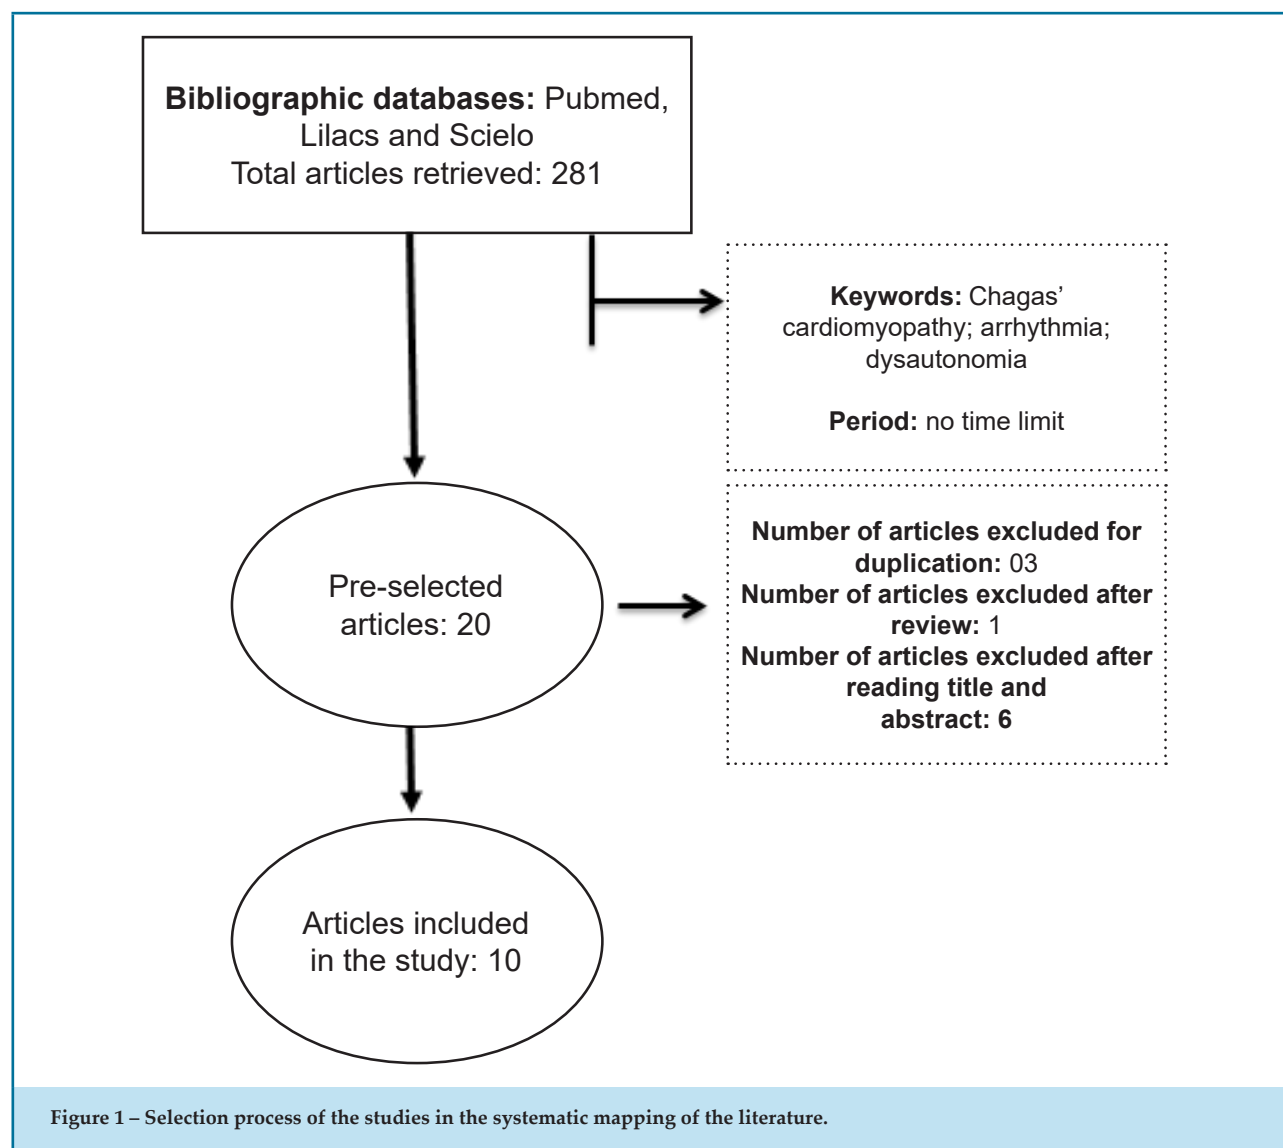 Bibliographic databases: Pubmed,
Lilacs and Scielo
Total articles retrieved: 281
Keywords: Chagas’
cardiomyopathy; arrhythmia;
dysautonomia
Period: no time limit
Pre-selected
articles: 20
Number of articles excluded for
duplication: 03
Number of articles excluded after
review: 1
Number of articles excluded after
reading title and
abstract: 6
Articles included
in the study: 10
Figure 1 – Selection process of the studies in the systematic mapping of the literature.